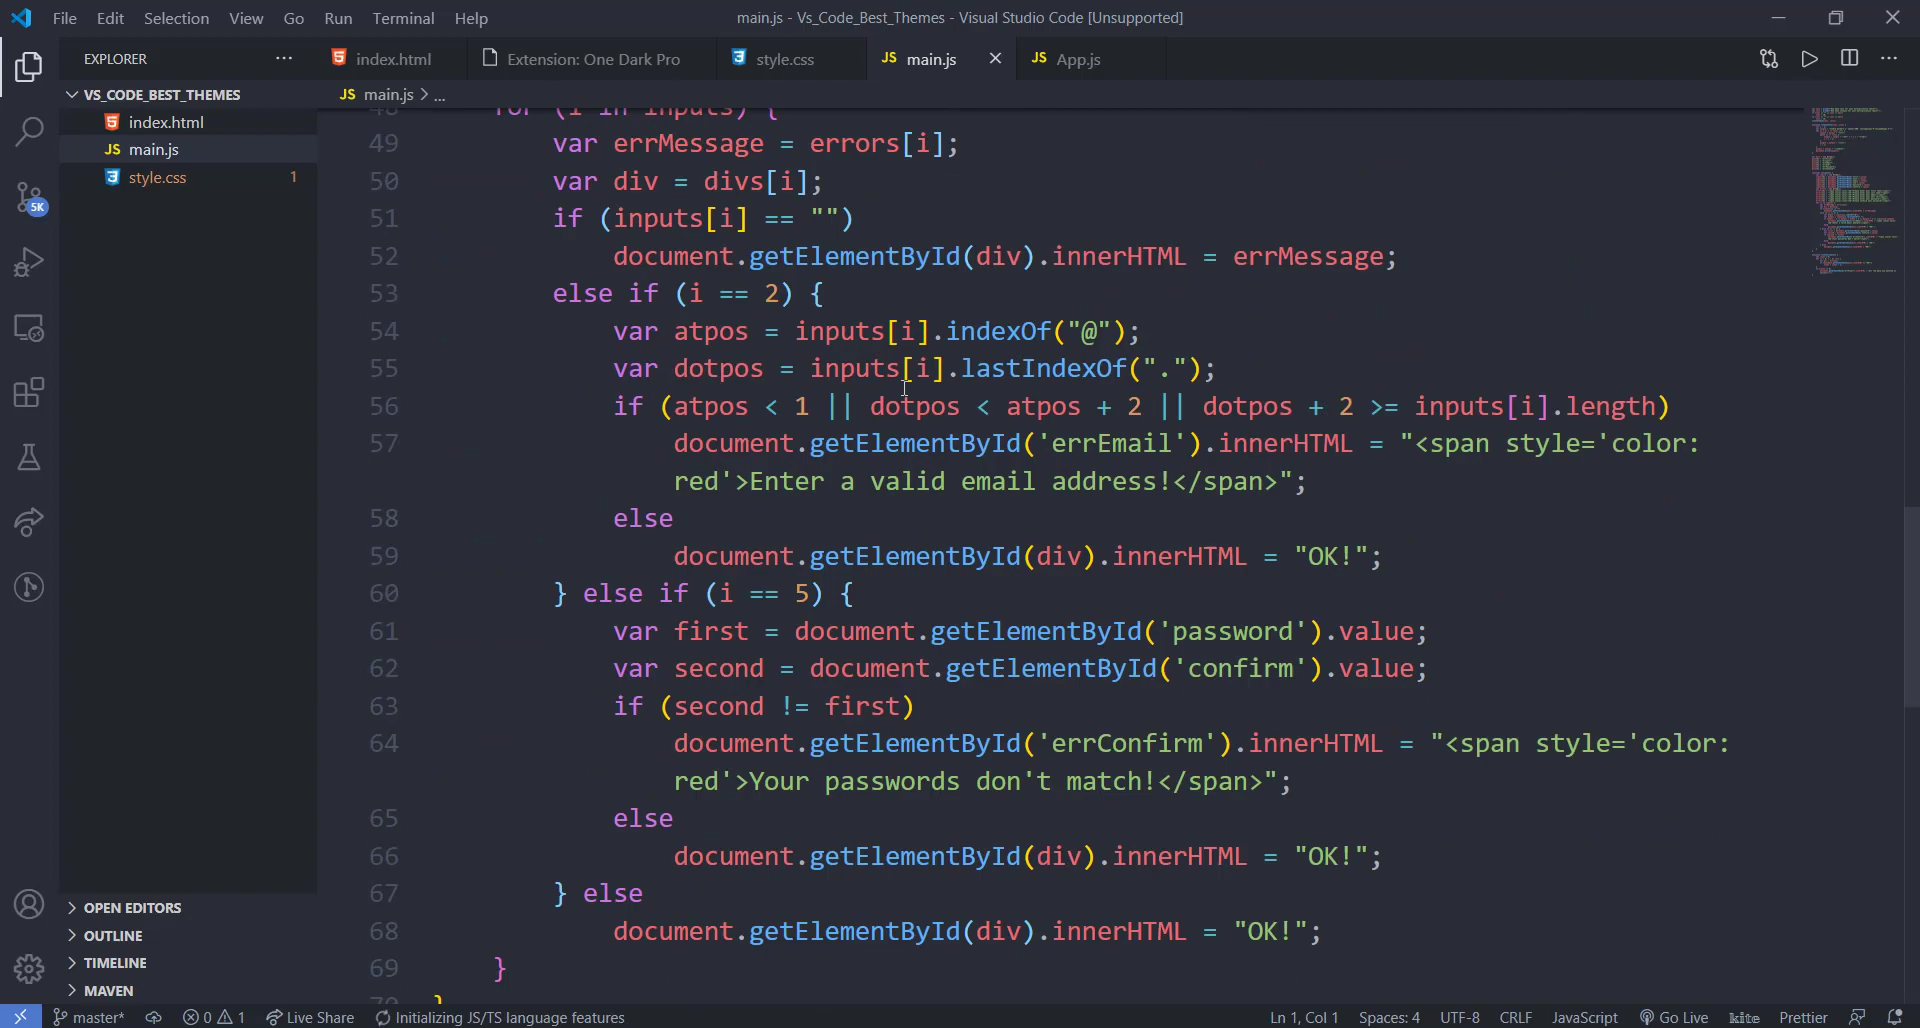 File Edit Selection View Go Run Terminal Help
main.js - Vs_Code_Best_Themes - Visual Studio Code [Unsupported]
EXPLORER ...
index.html
Extension: One Dark Pro
style.css
JS main.js
JS App.js
VS_CODE_BEST_THEMES
index.html
JS main.js
style.css 1
5K
JS main.js > ...
48 for (i in inputs) {
49 var errMessage = errors[i];
50 var div = divs[i];
51 if (inputs[i] == "")
52 document.getElementById(div).innerHTML = errMessage;
53 else if (i == 2) {
54 var atpos = inputs[i].indexOf("@");
55 var dotpos = inputs[i].lastIndexOf(".");
56 if (atpos < 1 || dotpos < atpos + 2 || dotpos + 2 >= inputs[i].length)
57 document.getElementById('errEmail').innerHTML = "<span style='color:
red'>Enter a valid email address!</span>";
58 else
59 document.getElementById(div).innerHTML = "OK!";
60 } else if (i == 5) {
61 var first = document.getElementById('password').value;
62 var second = document.getElementById('confirm').value;
63 if (second != first)
64 document.getElementById('errConfirm').innerHTML = "<span style='color:
red'>Your passwords don't match!</span>";
65 else
66 document.getElementById(div).innerHTML = "OK!";
67 } else
68 document.getElementById(div).innerHTML = "OK!";
69 }
70 }
OPEN EDITORS
OUTLINE
TIMELINE
MAVEN
master* 0 1 Live Share Initializing JS/TS language features Ln 1, Col 1 Spaces: 4 UTF-8 CRLF JavaScript Go Live kite Prettier